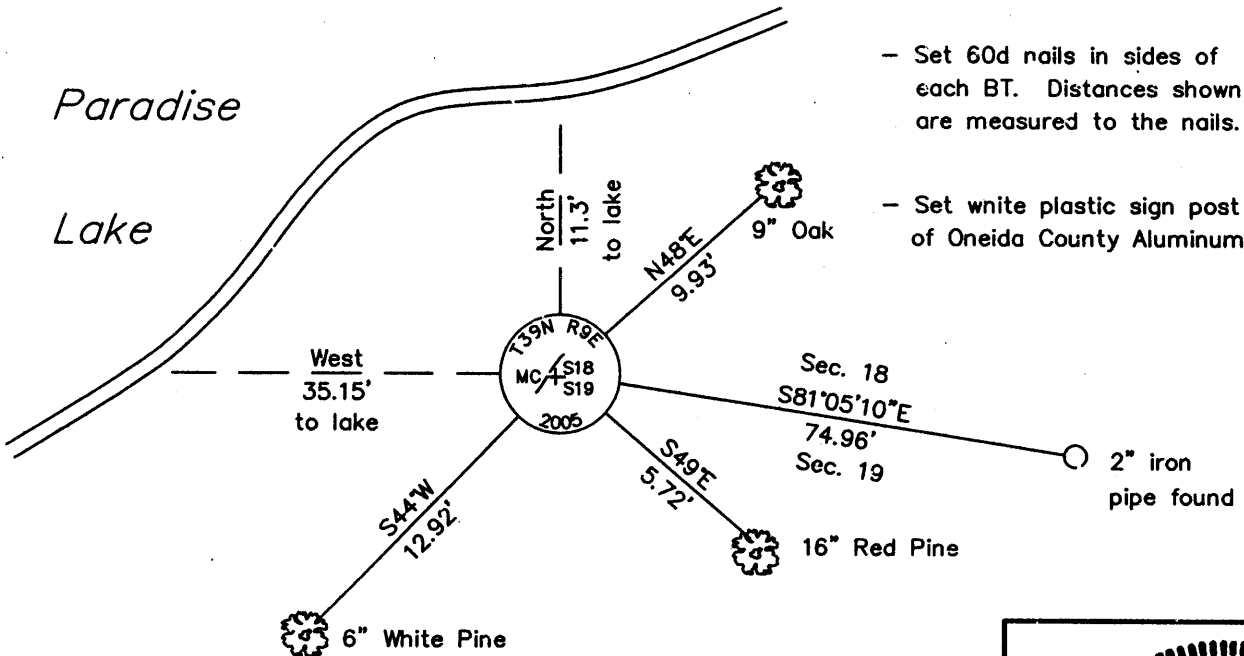 Paradise
Lake
– Set 60d nails in sides of
each BT. Distances shown
are measured to the nails.
– Set wnite plastic sign post
of Oneida County Aluminum
North
11.3'
to lake
N48°E
9.93'
9" Oak
West
35.15'
to lake
T39N R9E
MC S18
S19
2005
Sec. 18
S81°05'10"E
74.96'
Sec. 19
2" iron
pipe found
S49°E
5.72'
16" Red Pine
S44°W
12.92'
6" White Pine